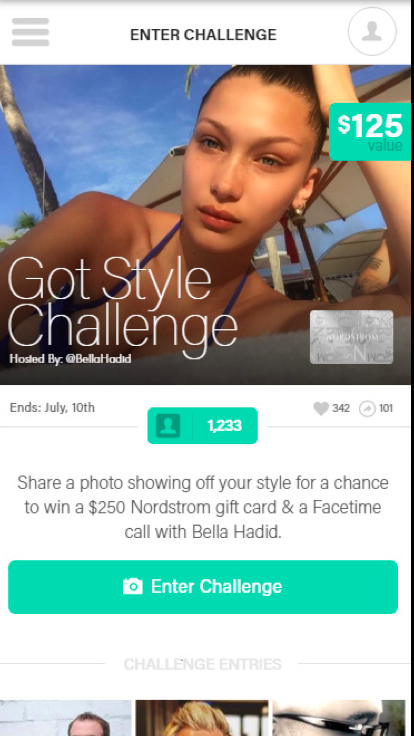 ENTER CHALLENGE
$125
value
Got Style
Challenge
NORDSTROM
Hosted By: @BellaHadid
Ends: July, 10th
1,233
342
101
Share a photo showing off your style for a chance
to win a $250 Nordstrom gift card & a Facetime
call with Bella Hadid.
Enter Challenge
CHALLENGE ENTRIES